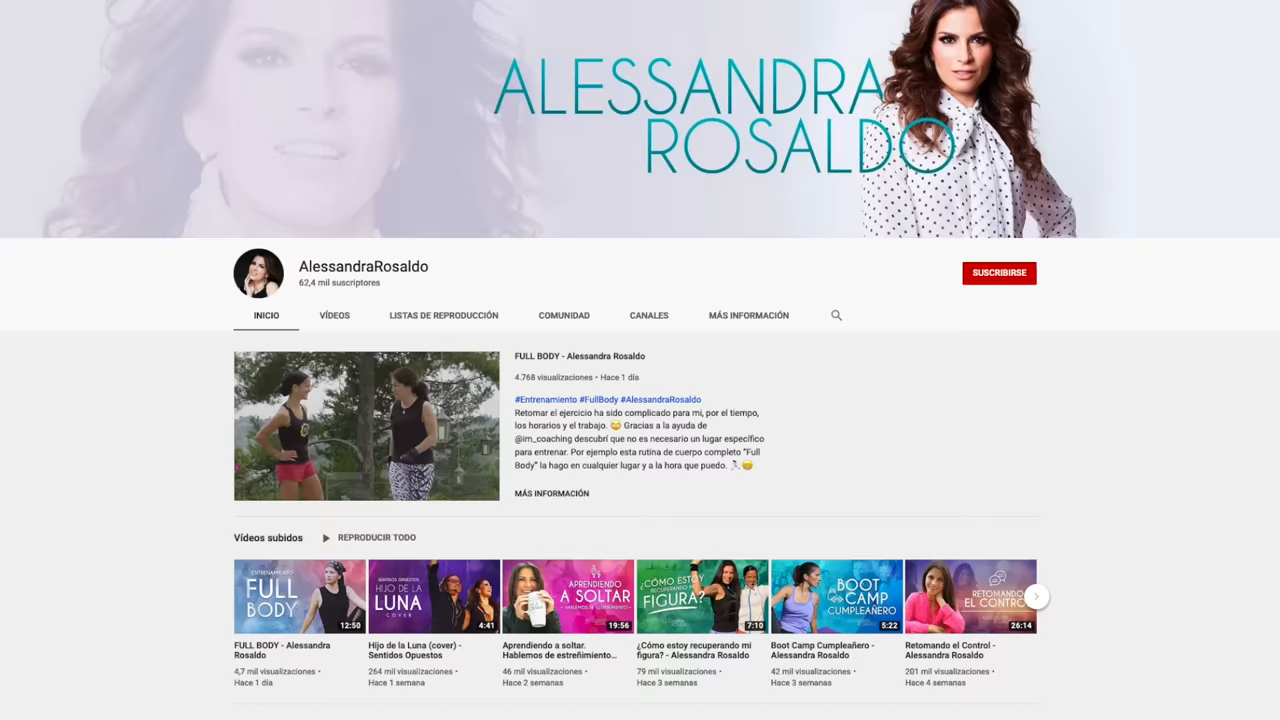 ALESSANDRA
ROSALDO
AlessandraRosaldo
62,4 mil suscriptores
SUSCRIBIRSE
INICIO
VÍDEOS
LISTAS DE REPRODUCCIÓN
COMUNIDAD
CANALES
MÁS INFORMACIÓN
FULL BODY - Alessandra Rosaldo
4.768 visualizaciones • Hace 1 día
#Entrenamiento #FullBody #AlessandraRosaldo
Retomar el ejercicio ha sido complicado para mi, por el tiempo,
los horarios y el trabajo. Gracias a la ayuda de
@im_coaching descubrí que no es necesario un lugar específico
para entrenar. Por ejemplo esta rutina de cuerpo completo "Full
Body" la hago en cualquier lugar y a la hora que puedo.
MÁS INFORMACIÓN
Vídeos subidos
REPRODUCIR TODO
ENTRENAMIENTO
FULL
BODY
12:50
SENTIDOS OPUESTOS
HIJO DE LA
LUNA
COVER
4:41
APRENDIENDO
A SOLTAR
HABLEMOS DE ESTREÑIMIENTO
19:56
¿CÓMO ESTOY
RECUPERANDO MI
FIGURA?
7:10
BOOT
CAMP
CUMPLEAÑERO
5:22
RETOMANDO
EL CONTROL
26:14
FULL BODY - Alessandra
Rosaldo
4,7 mil visualizaciones •
Hace 1 día
Hijo de la Luna (cover) -
Sentidos Opuestos
264 mil visualizaciones •
Hace 1 semana
Aprendiendo a soltar.
Hablemos de estreñimiento...
46 mil visualizaciones •
Hace 2 semanas
¿Cómo estoy recuperando mi
figura? - Alessandra Rosaldo
79 mil visualizaciones •
Hace 3 semanas
Boot Camp Cumpleañero -
Alessandra Rosaldo
42 mil visualizaciones •
Hace 3 semanas
Retomando el Control -
Alessandra Rosaldo
201 mil visualizaciones •
Hace 4 semanas